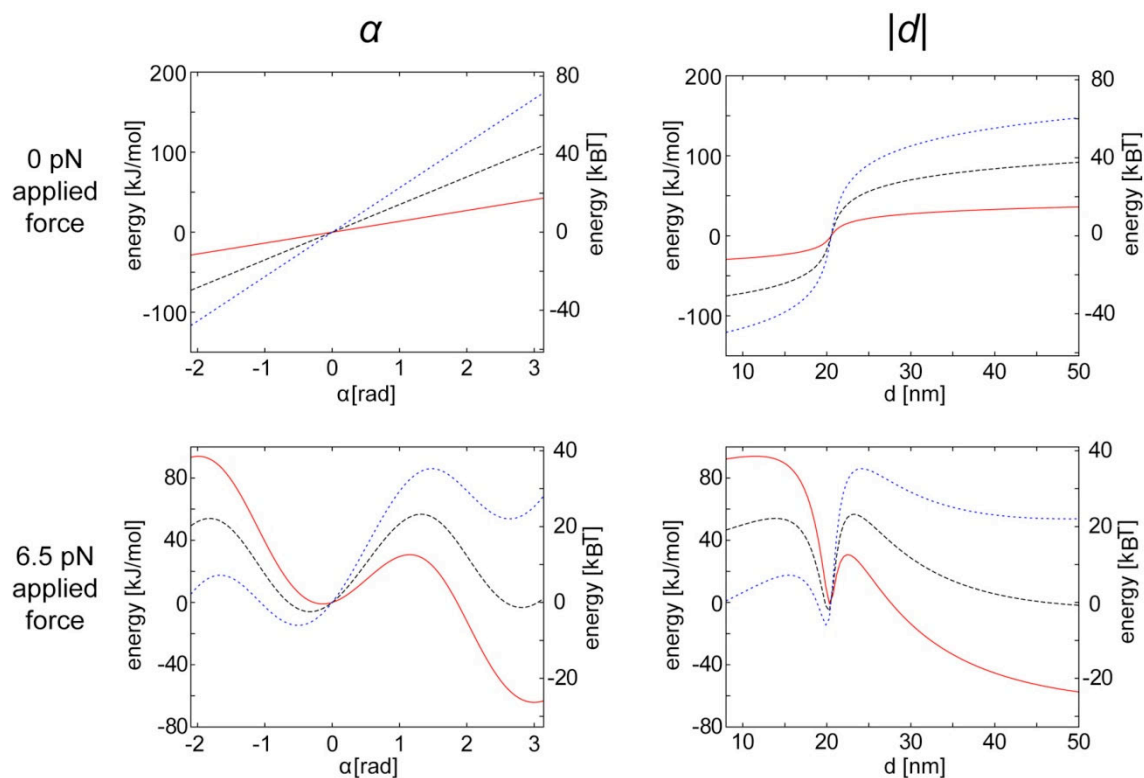 α
|d|
0 pN
applied
force
energy [kJ/mol]
200
100
0
-100
-2
-1
0
1
2
3
α[rad]
80
40
0
-40
energy [kBT]
energy [kJ/mol]
200
100
0
-100
10
20
30
40
50
d [nm]
80
40
0
-40
energy [kBT]
6.5 pN
applied
force
energy [kJ/mol]
80
40
0
-40
-80
-2
-1
0
1
2
3
α[rad]
40
20
0
-20
energy [kBT]
energy [kJ/mol]
80
40
0
-40
-80
10
20
30
40
50
d [nm]
40
20
0
-20
energy [kBT]